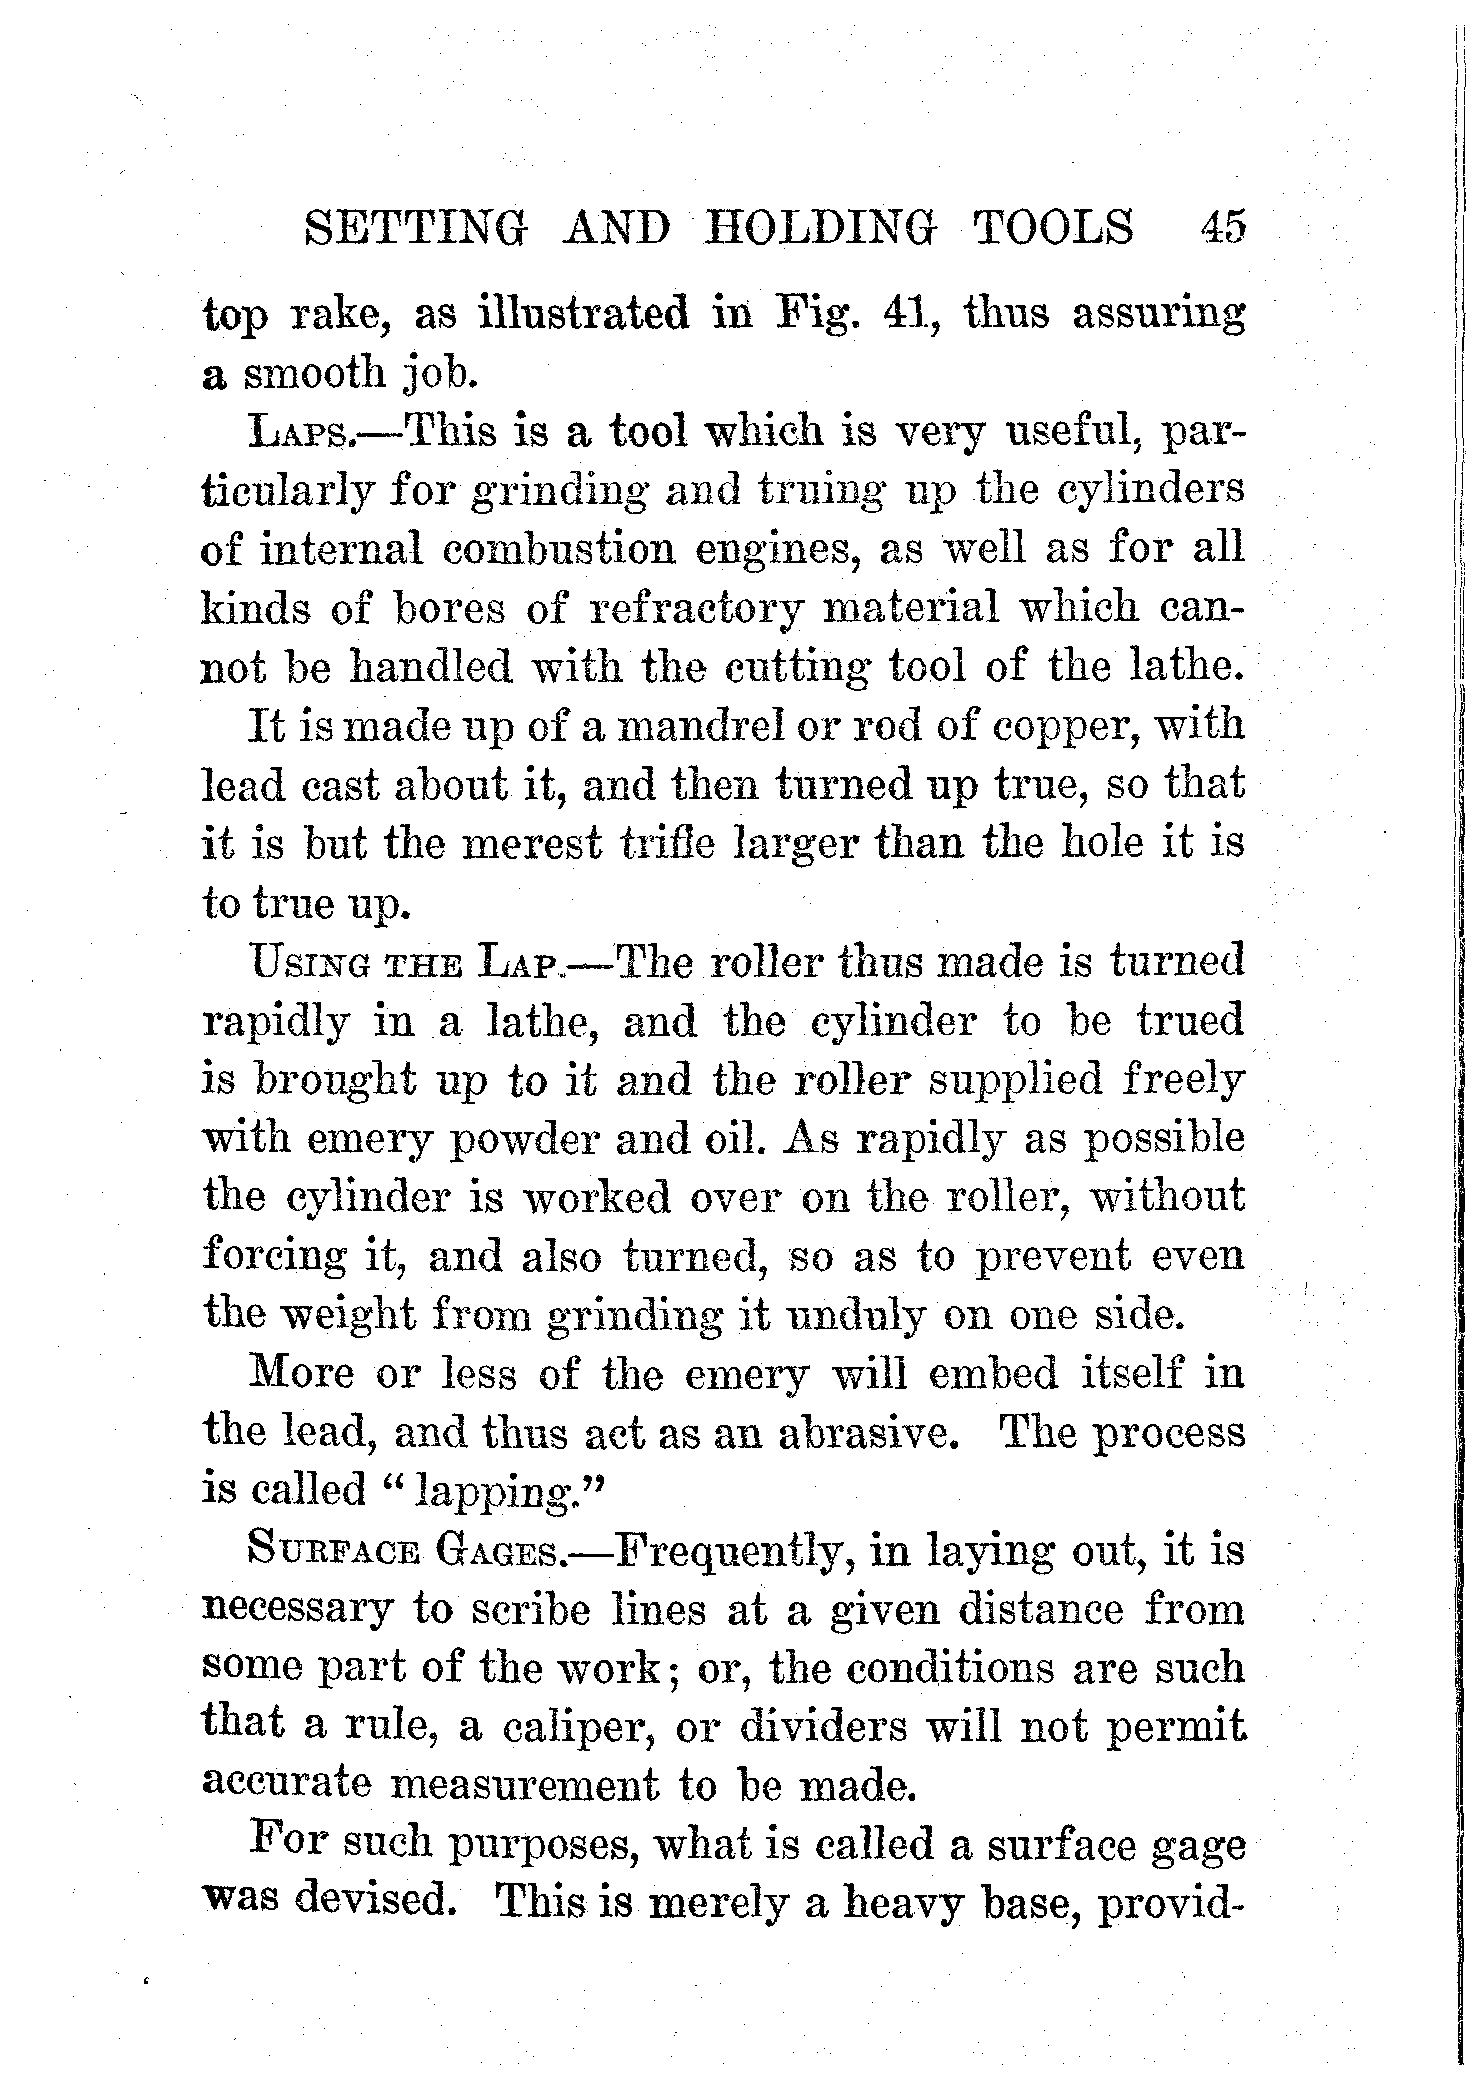 SETTING AND HOLDING TOOLS 45
top rake, as illustrated in Fig. 41, thus assuring
a smooth job.
LAPS.—This is a tool which is very useful, par-
ticularly for grinding and truing up the cylinders
of internal combustion engines, as well as for all
kinds of bores of refractory material which can-
not be handled with the cutting tool of the lathe.
It is made up of a mandrel or rod of copper, with
lead cast about it, and then turned up true, so that
it is but the merest trifle larger than the hole it is
to true up.
USING THE LAP.—The roller thus made is turned
rapidly in a lathe, and the cylinder to be trued
is brought up to it and the roller supplied freely
with emery powder and oil. As rapidly as possible
the cylinder is worked over on the roller, without
forcing it, and also turned, so as to prevent even
the weight from grinding it unduly on one side.
More or less of the emery will embed itself in
the lead, and thus act as an abrasive. The process
is called “lapping.”
SURFACE GAGES.—Frequently, in laying out, it is
necessary to scribe lines at a given distance from
some part of the work; or, the conditions are such
that a rule, a caliper, or dividers will not permit
accurate measurement to be made.
For such purposes, what is called a surface gage
was devised. This is merely a heavy base, provid-